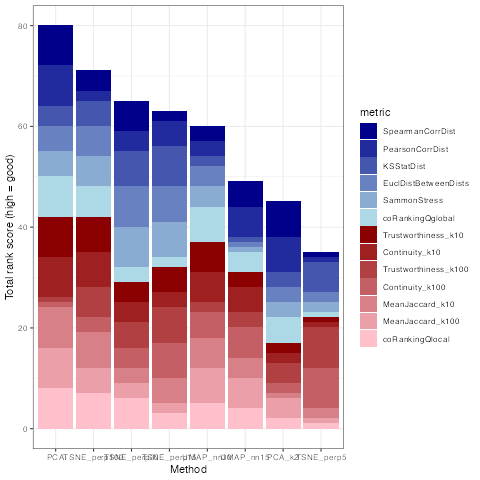 Total rank score (high = good)
80
60
40
20
0
PCA
Method
metric
SpearmanCorrDist
PearsonCorrDist
KSStatDist
EuclDistBetweenDists
SammonStress
coRankingQglobal
Trustworthiness_k10
Continuity_k10
Trustworthiness_k100
Continuity_k100
MeanJaccard_k10
MeanJaccard_k100
coRankingQlocal
PCA_k2
TSNE_perp5